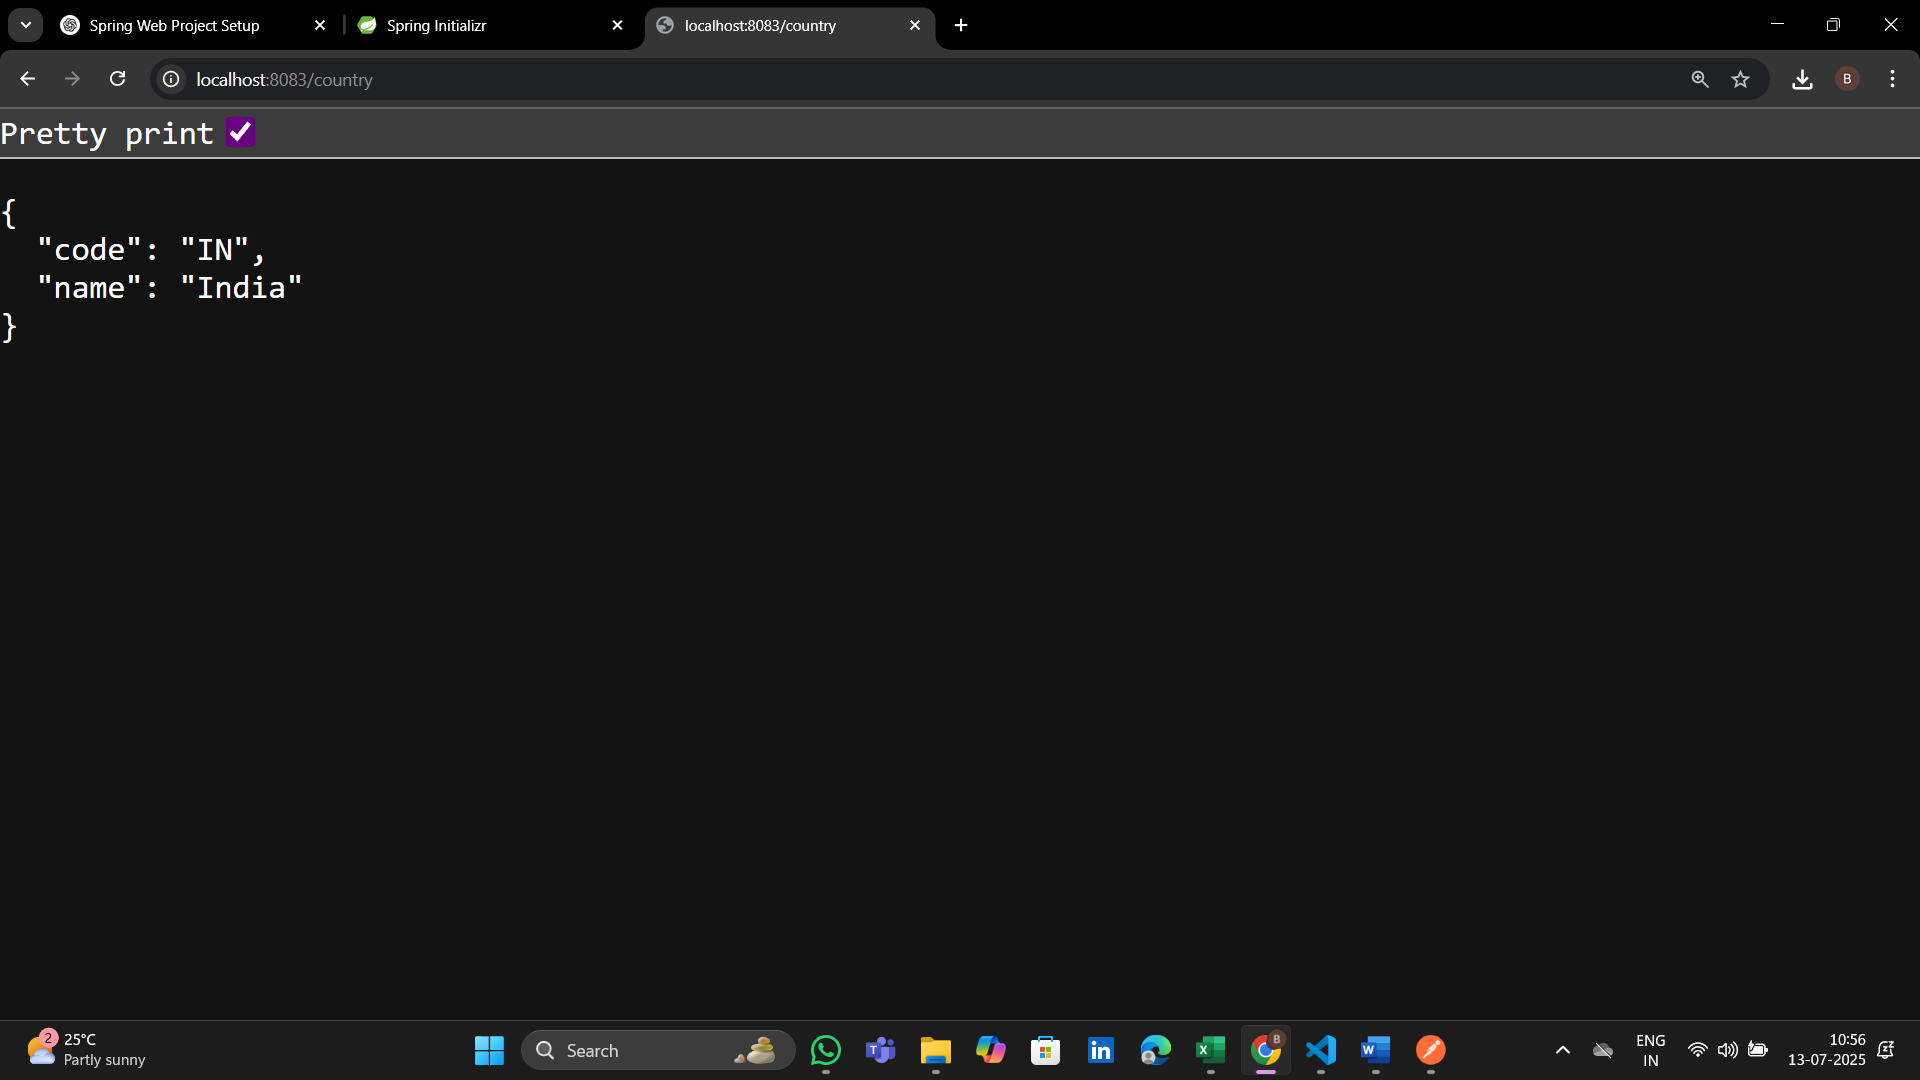 Spring Web Project Setup
Spring Initializr
localhost:8083/country
localhost:8083/country
B
Pretty print
{
  "code": "IN",
  "name": "India"
}
2
25°C
Partly sunny
Search
B
ENG
IN
10:56
13-07-2025